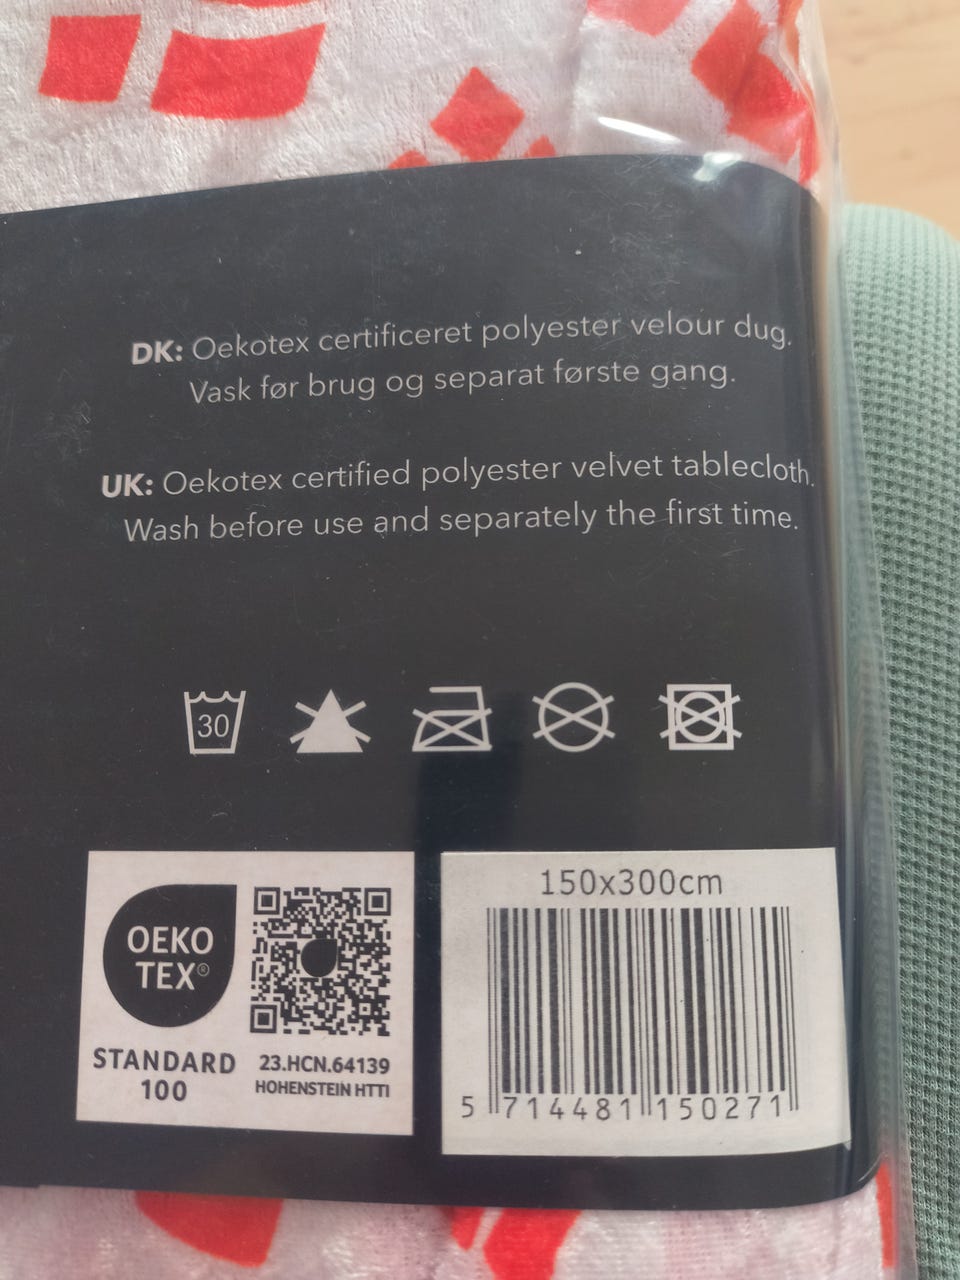 DK: Oekotex certificeret polyester velour dug.
Vask før brug og separat første gang.
UK: Oekotex certified polyester velvet tablecloth.
Wash before use and separately the first time.
30
OEKO
TEX®
STANDARD
100
23.HCN.64139
HOHENSTEIN HTTI
150x300cm
5 714481 150271